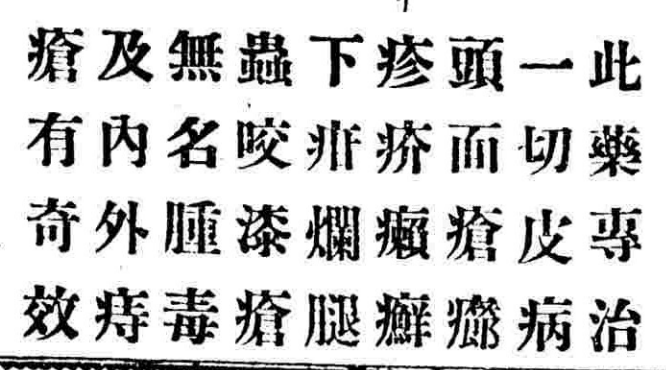 此藥專治
一切皮病
頭面瘡癤
疹疥癩癬
下疳爛腿
蟲咬漆瘡
無名腫毒
及內外痔
瘡有奇效